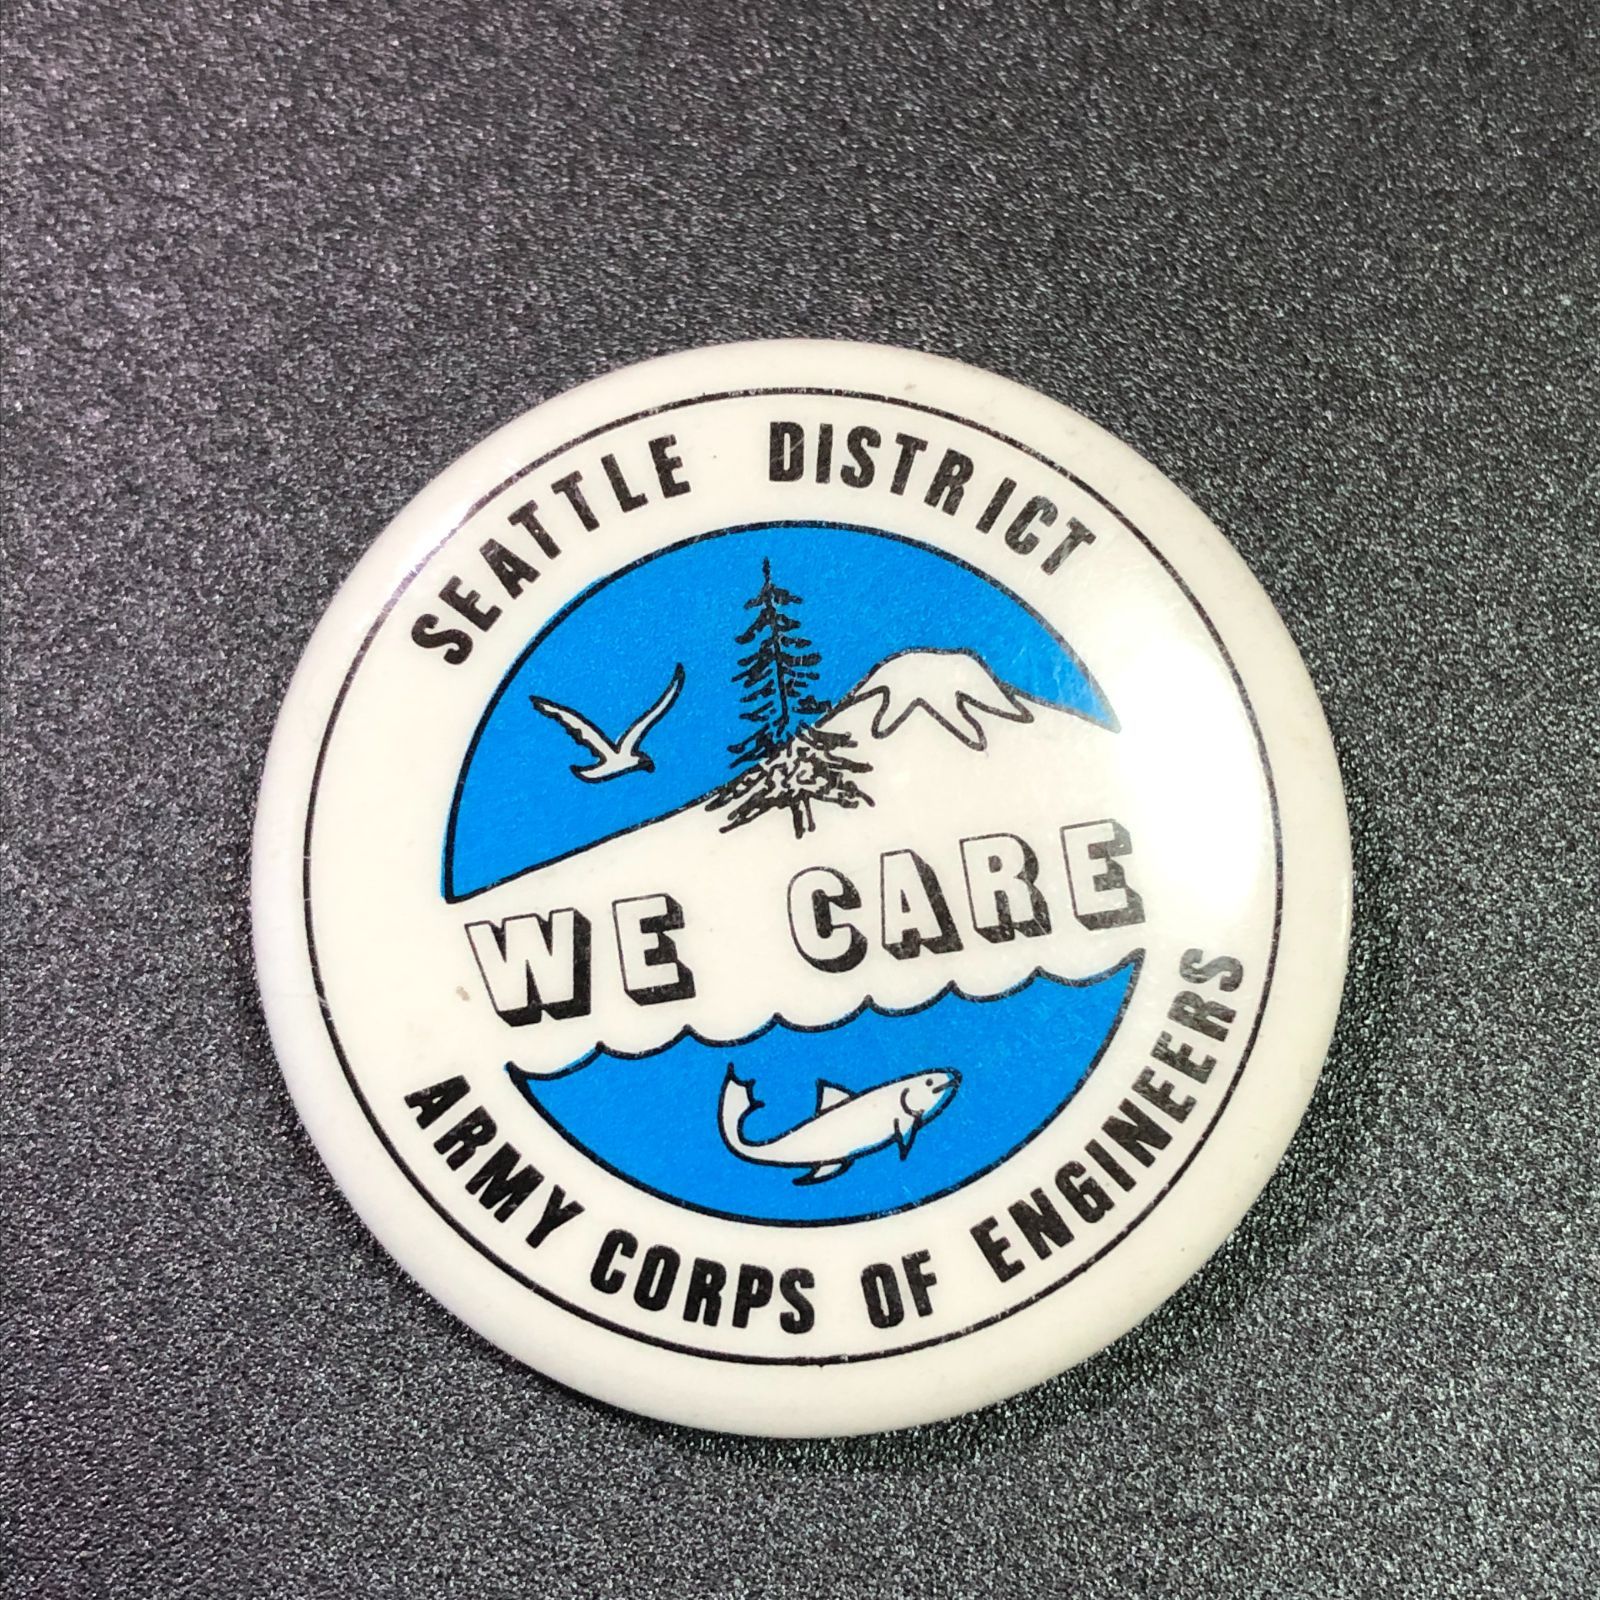 SEATTLE DISTRICT
WE CARE
ARMY CORPS OF ENGINEERS